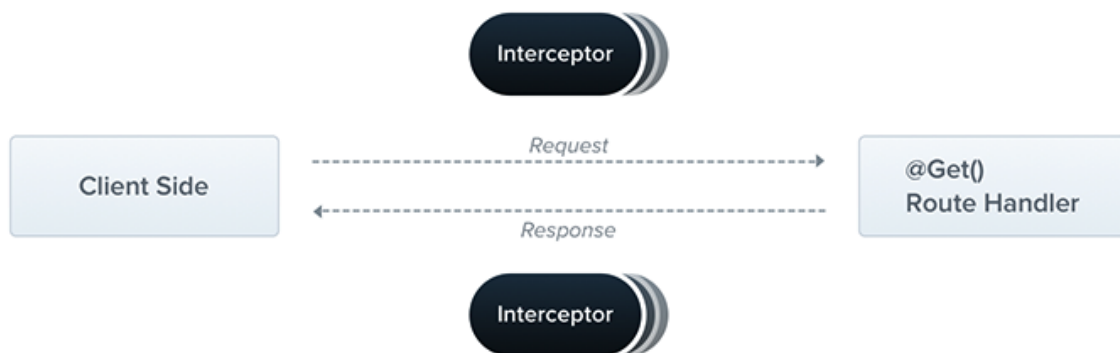 Interceptor
Request
Client Side
@Get()
Route Handler
Response
Interceptor